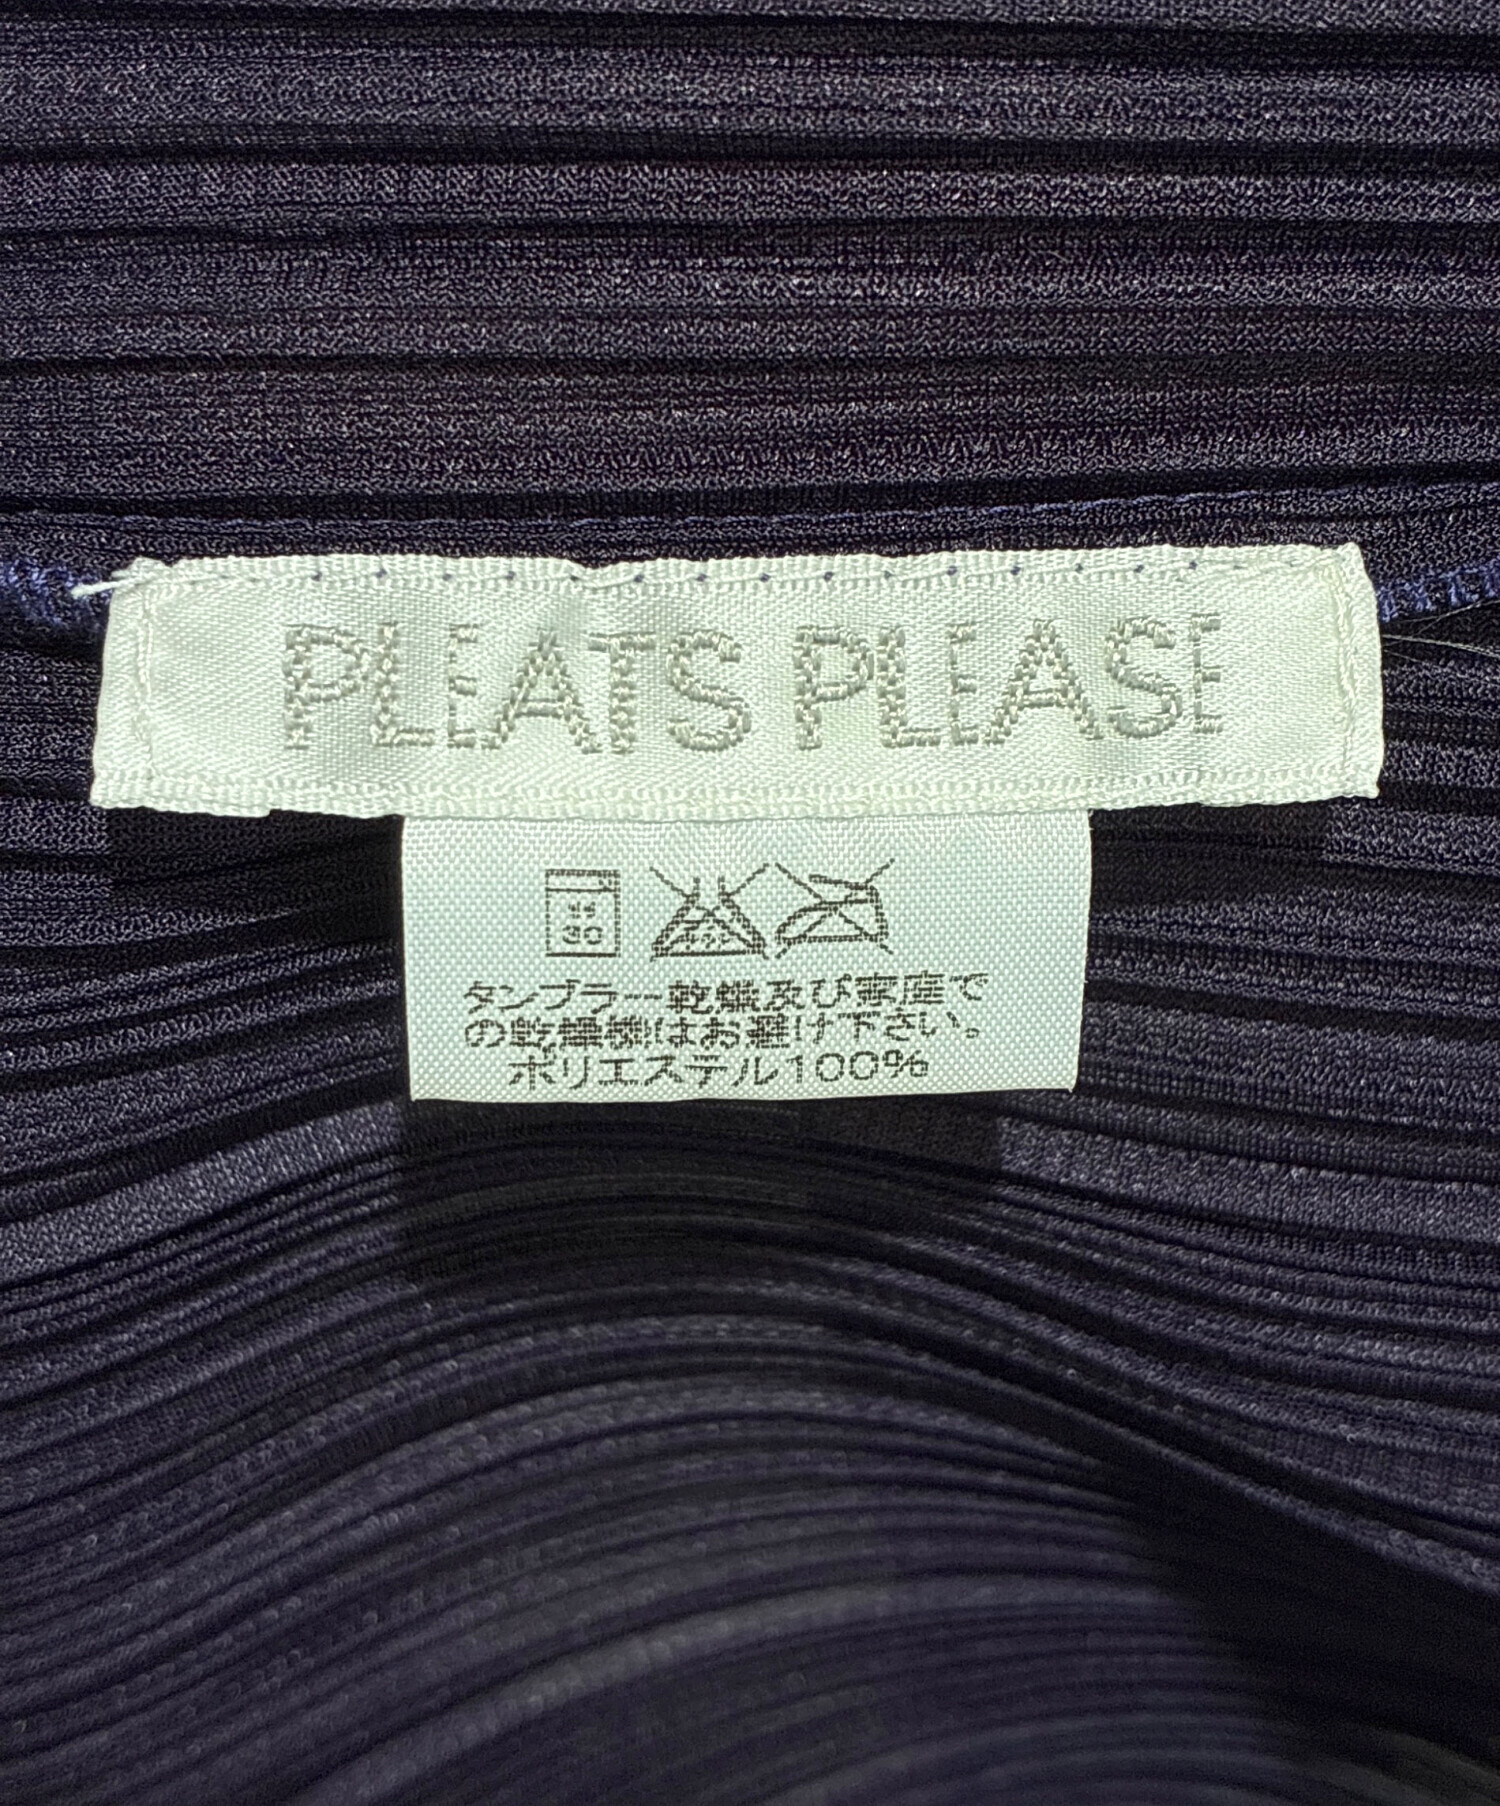 PLEATS PLEASE
30
タンブラー乾燥及び家庭で
の乾燥機はお避け下さい。
ポリエステル100%